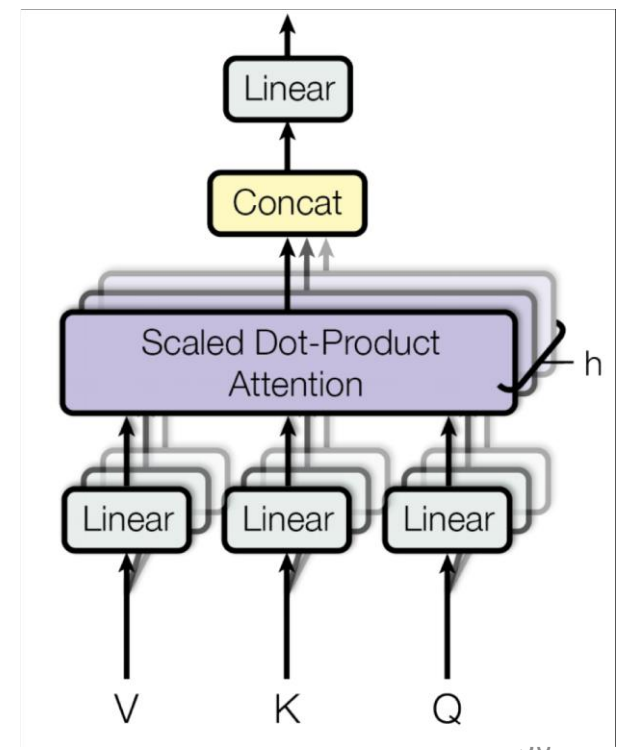 Linear
Concat
Scaled Dot-Product
Attention
h
Linear Linear Linear
V K Q